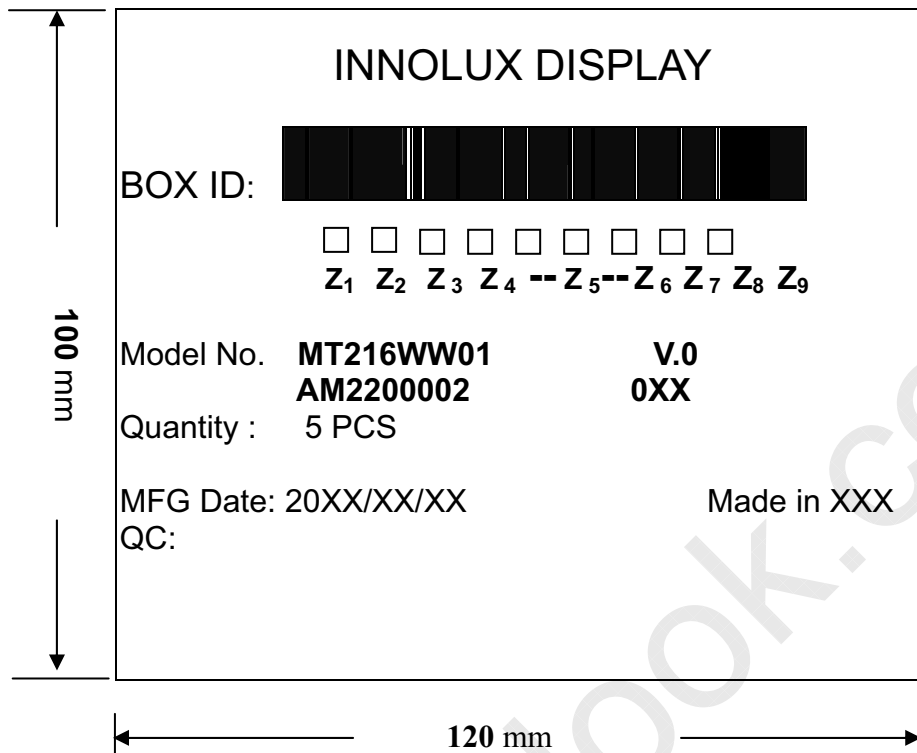 INNOLUX DISPLAY
BOX ID:
□ □ □ □ □ □ □ □ □
Z1 Z2 Z3 Z4 -- Z5-- Z6 Z7 Z8 Z9
Model No. MT216WW01 V.0
AM2200002 0XX
Quantity : 5 PCS
MFG Date: 20XX/XX/XX Made in XXX
QC:
100 mm
120 mm